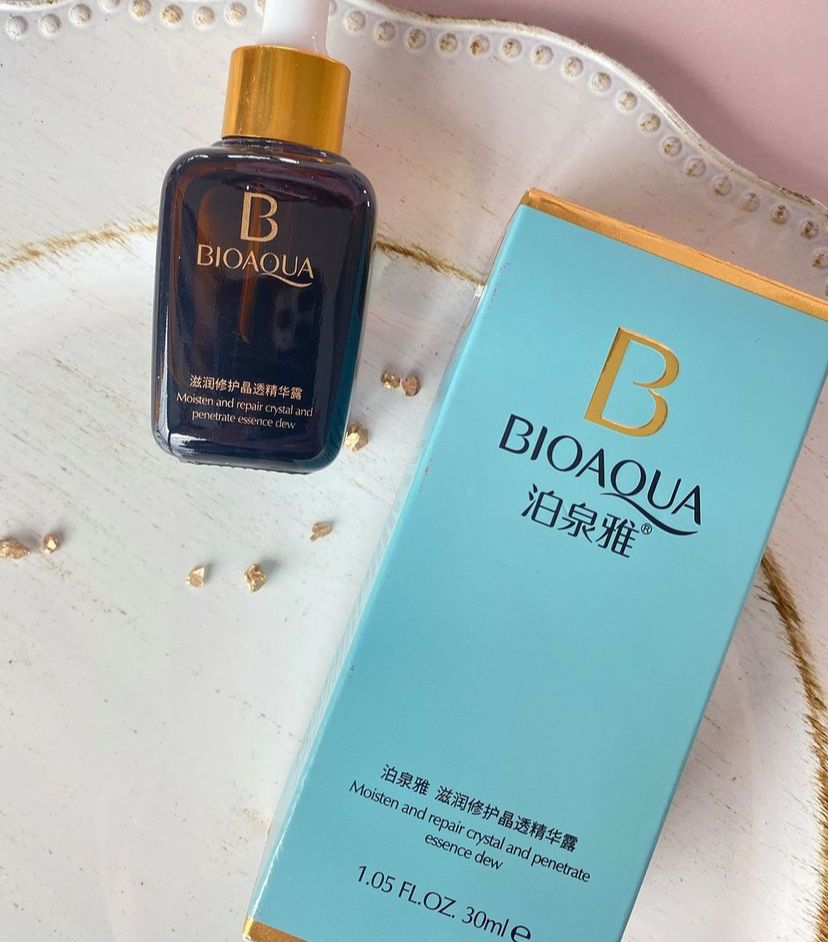 B
BIOAQUA
滋润修护晶透精华露
Moisten and repair crystal and
penetrate essence dew
B
BIOAQUA
泊泉雅®
泊泉雅 滋润修护晶透精华露
Moisten and repair crystal and penetrate
essence dew
1.05 FL.OZ. 30ml ℮